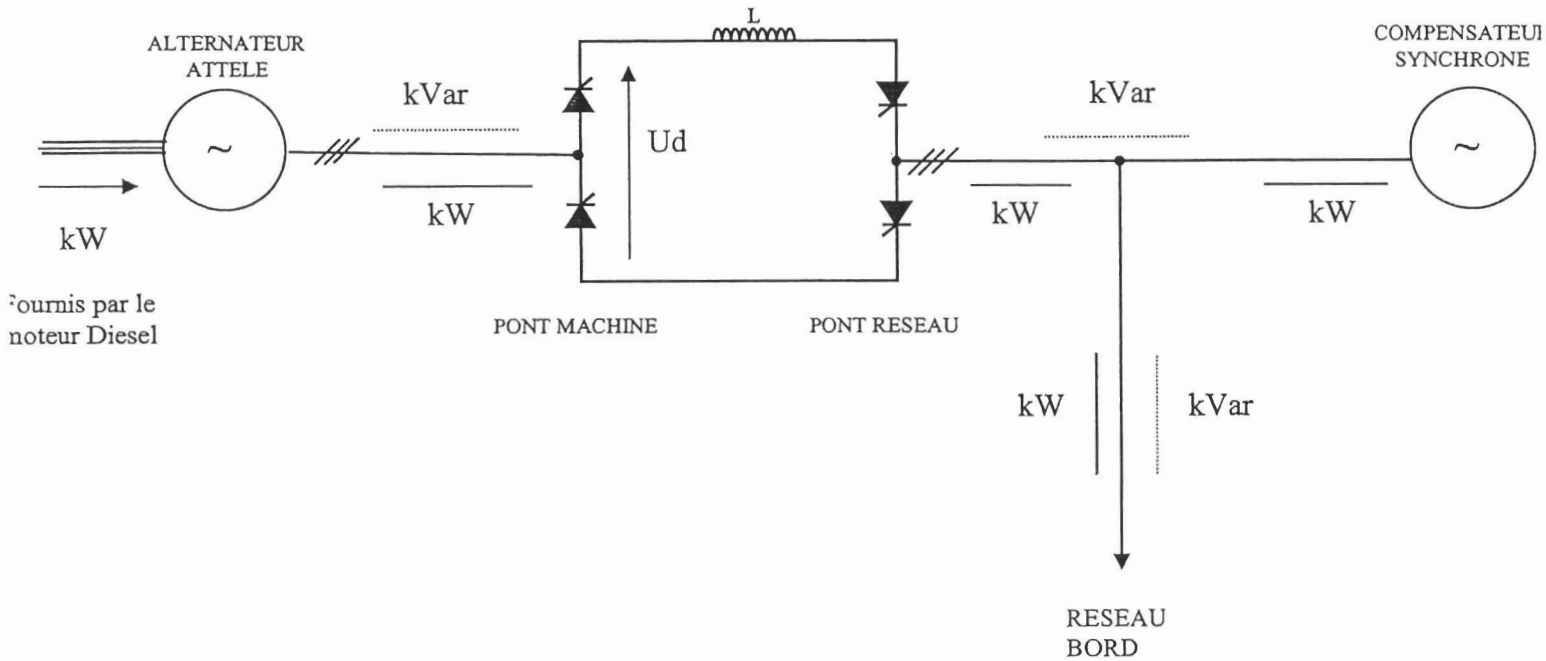 L
ALTERNATEUR
ATTELE
COMPENSATEU
SYNCHRONE
kVar
kVar
Ud
~
~
kW
kW
kW
kW
ournis par le
noteur Diesel
PONT MACHINE
PONT RESEAU
kW
kVar
RESEAU
BORD